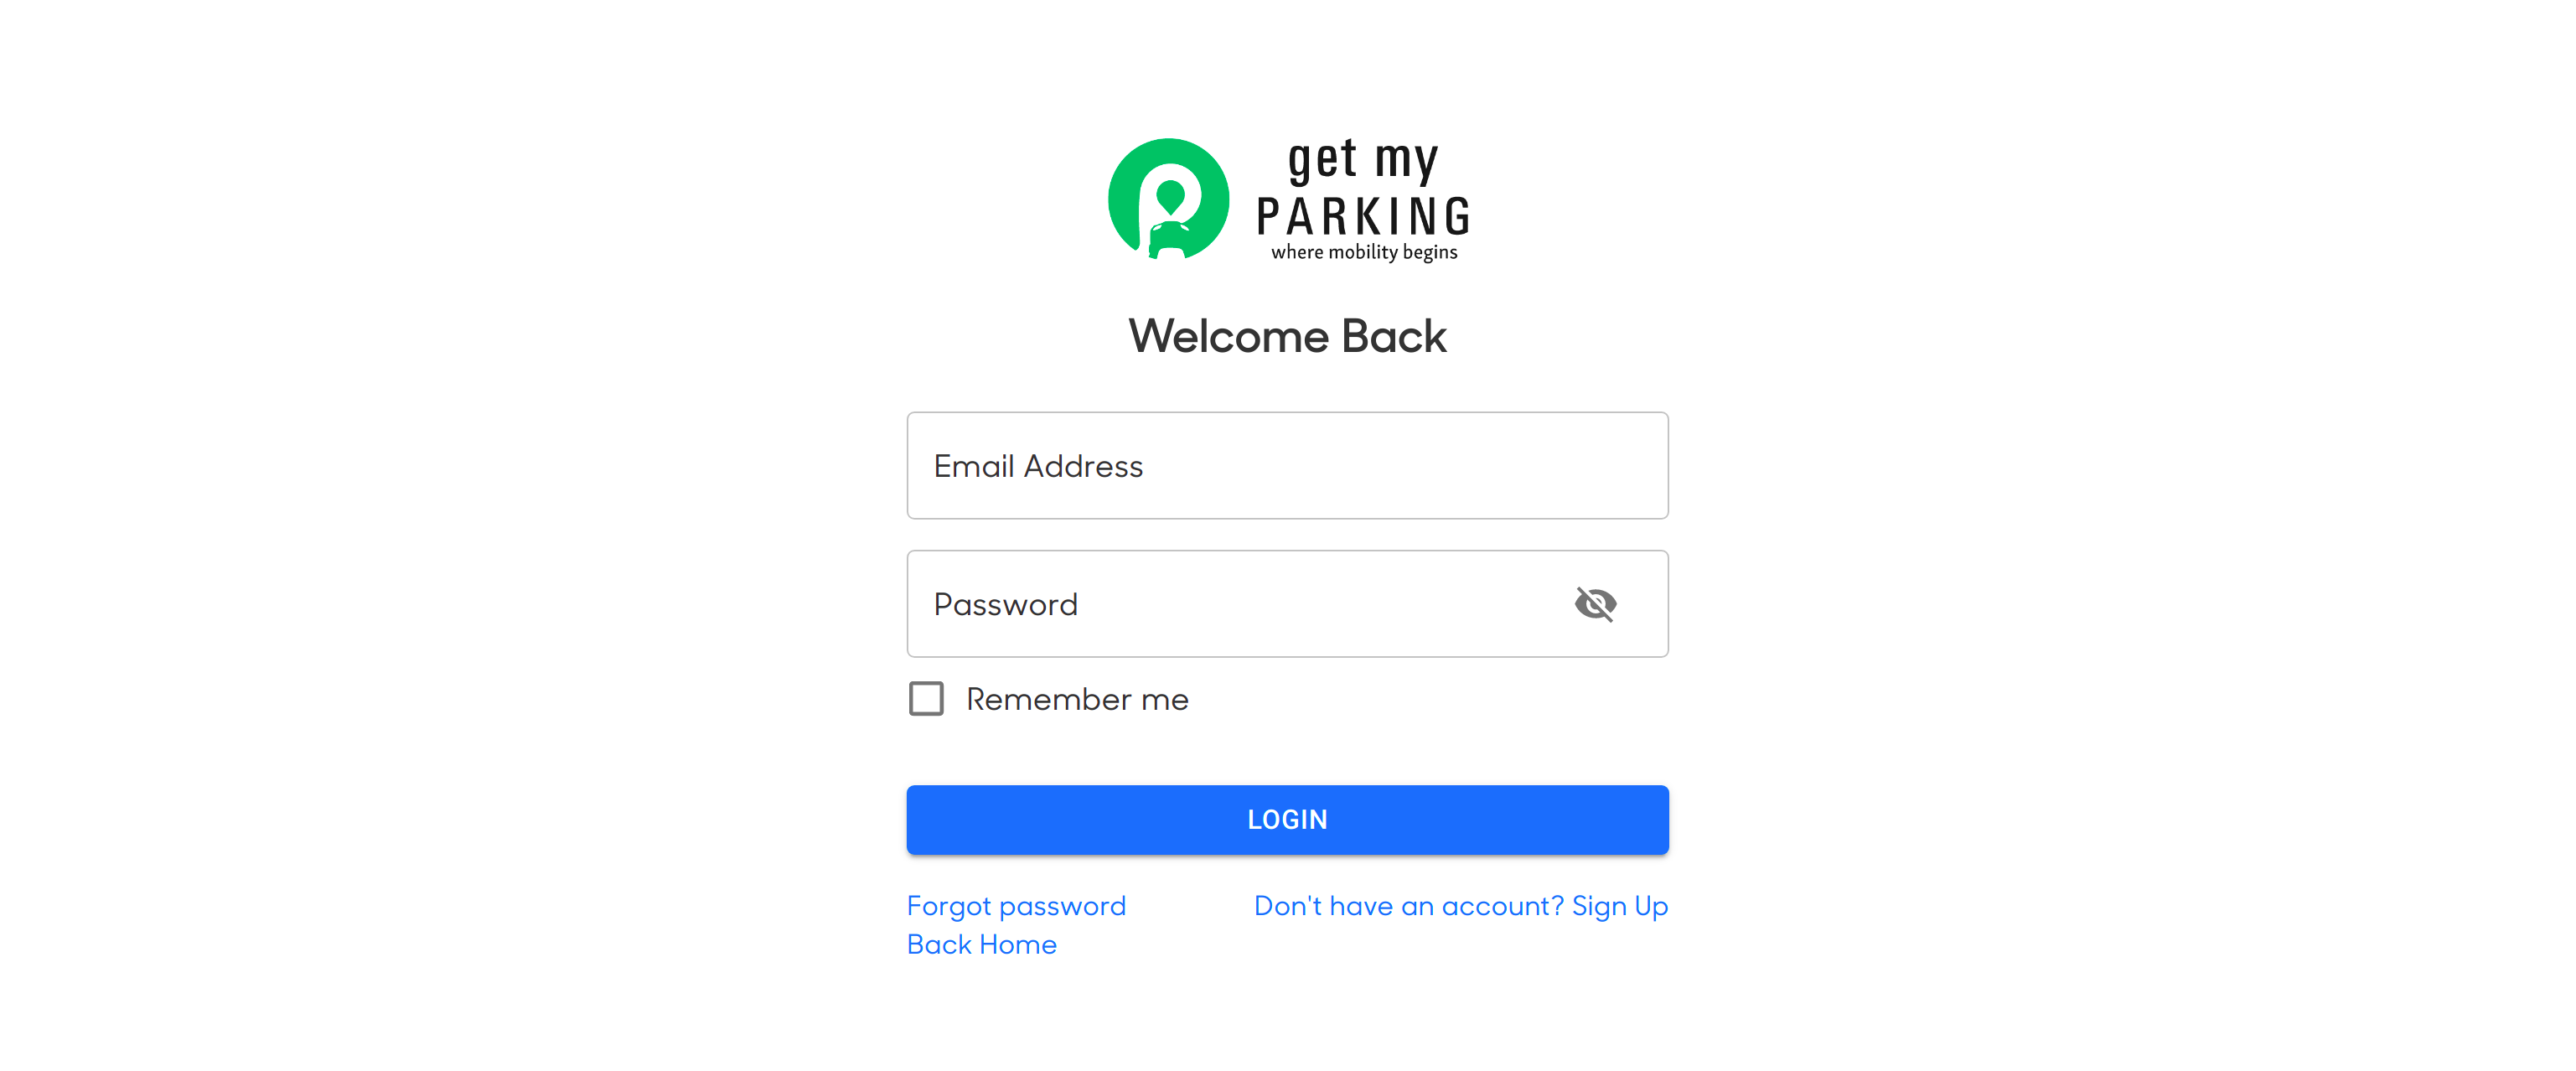 get my
PARKING
where mobility begins
Welcome Back
Email Address
Password
Remember me
LOGIN
Forgot password
Don't have an account? Sign Up
Back Home